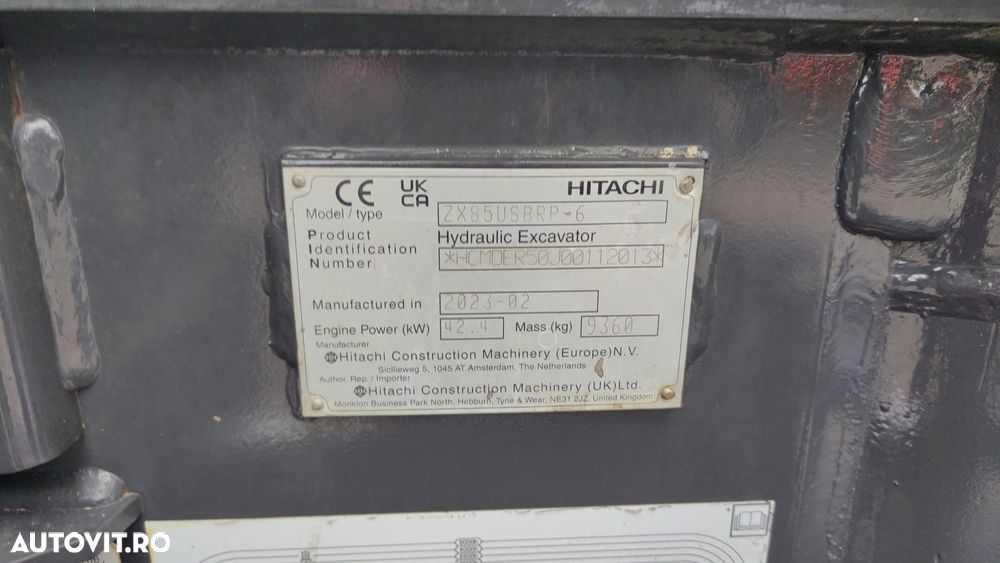 CE UK CA HITACHI
Model / type ZX85USBRP-6
Product Hydraulic Excavator
Identification
Number *HCMDER50J00112013*
Manufactured in 2023-02
Engine Power (kW) 42.4 Mass (kg) 9360
Manufacturer
Hitachi Construction Machinery (Europe) N.V.
Siciliëweg 5, 1045 AT Amsterdam, The Netherlands
Author. Rep. / Importer
Hitachi Construction Machinery (UK) Ltd.
Monkton Business Park North, Hebburn, Tyne & Wear, NE31 2JZ, United Kingdom
AUTOVIT.RO